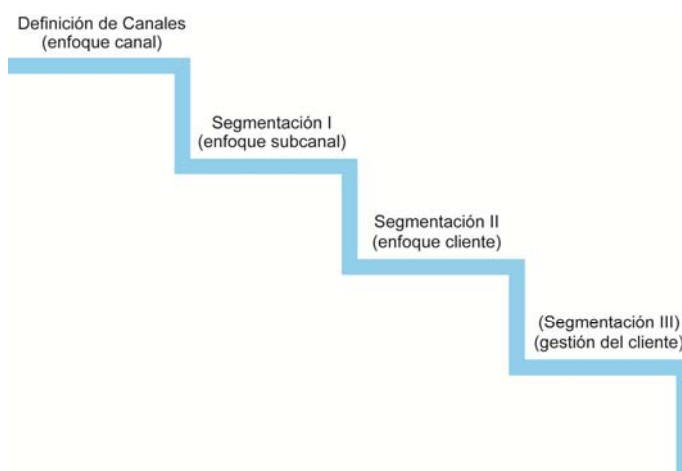 Definición de Canales
(enfoque canal)
Segmentación I
(enfoque subcanal)
Segmentación II
(enfoque cliente)
(Segmentación III)
(gestión del cliente)